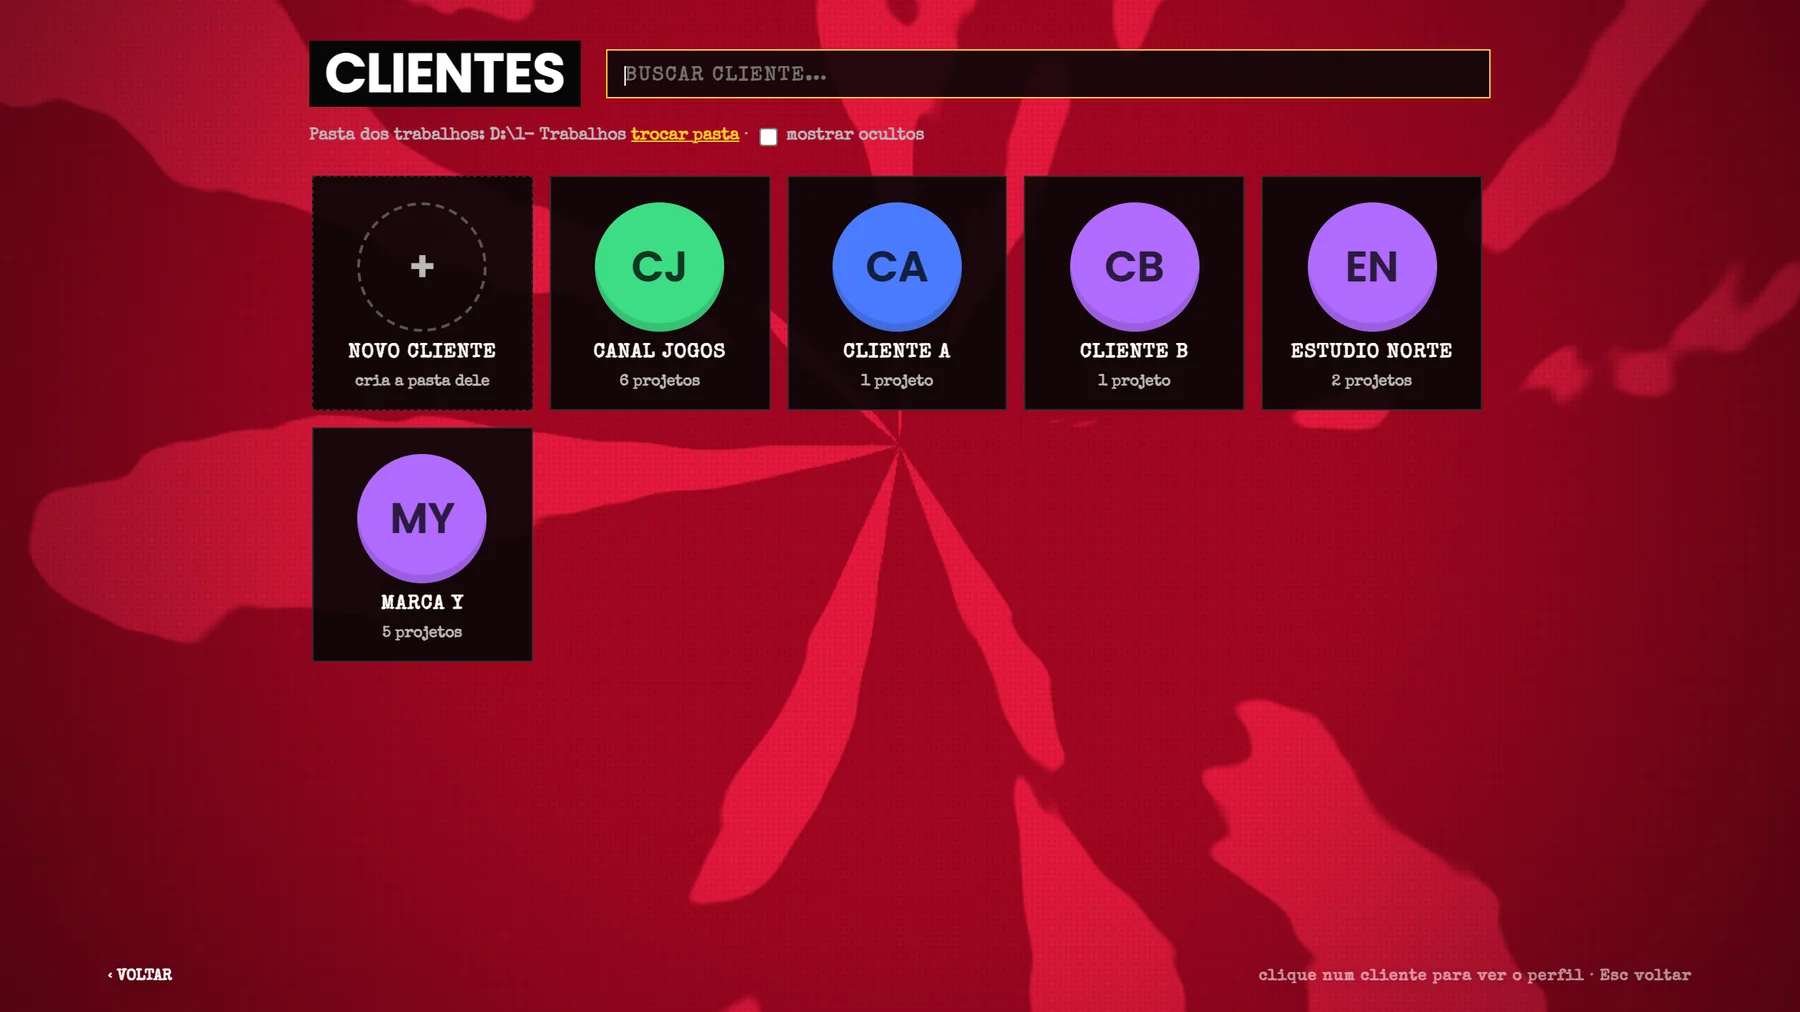 CLIENTES
BUSCAR CLIENTE...
Pasta dos trabalhos: D:\1- Trabalhos trocar pasta · mostrar ocultos
+
NOVO CLIENTE
cria a pasta dele
CJ
CANAL JOGOS
6 projetos
CA
CLIENTE A
1 projeto
CB
CLIENTE B
1 projeto
EN
ESTUDIO NORTE
2 projetos
MY
MARCA Y
5 projetos
‹ VOLTAR
clique num cliente para ver o perfil · Esc voltar